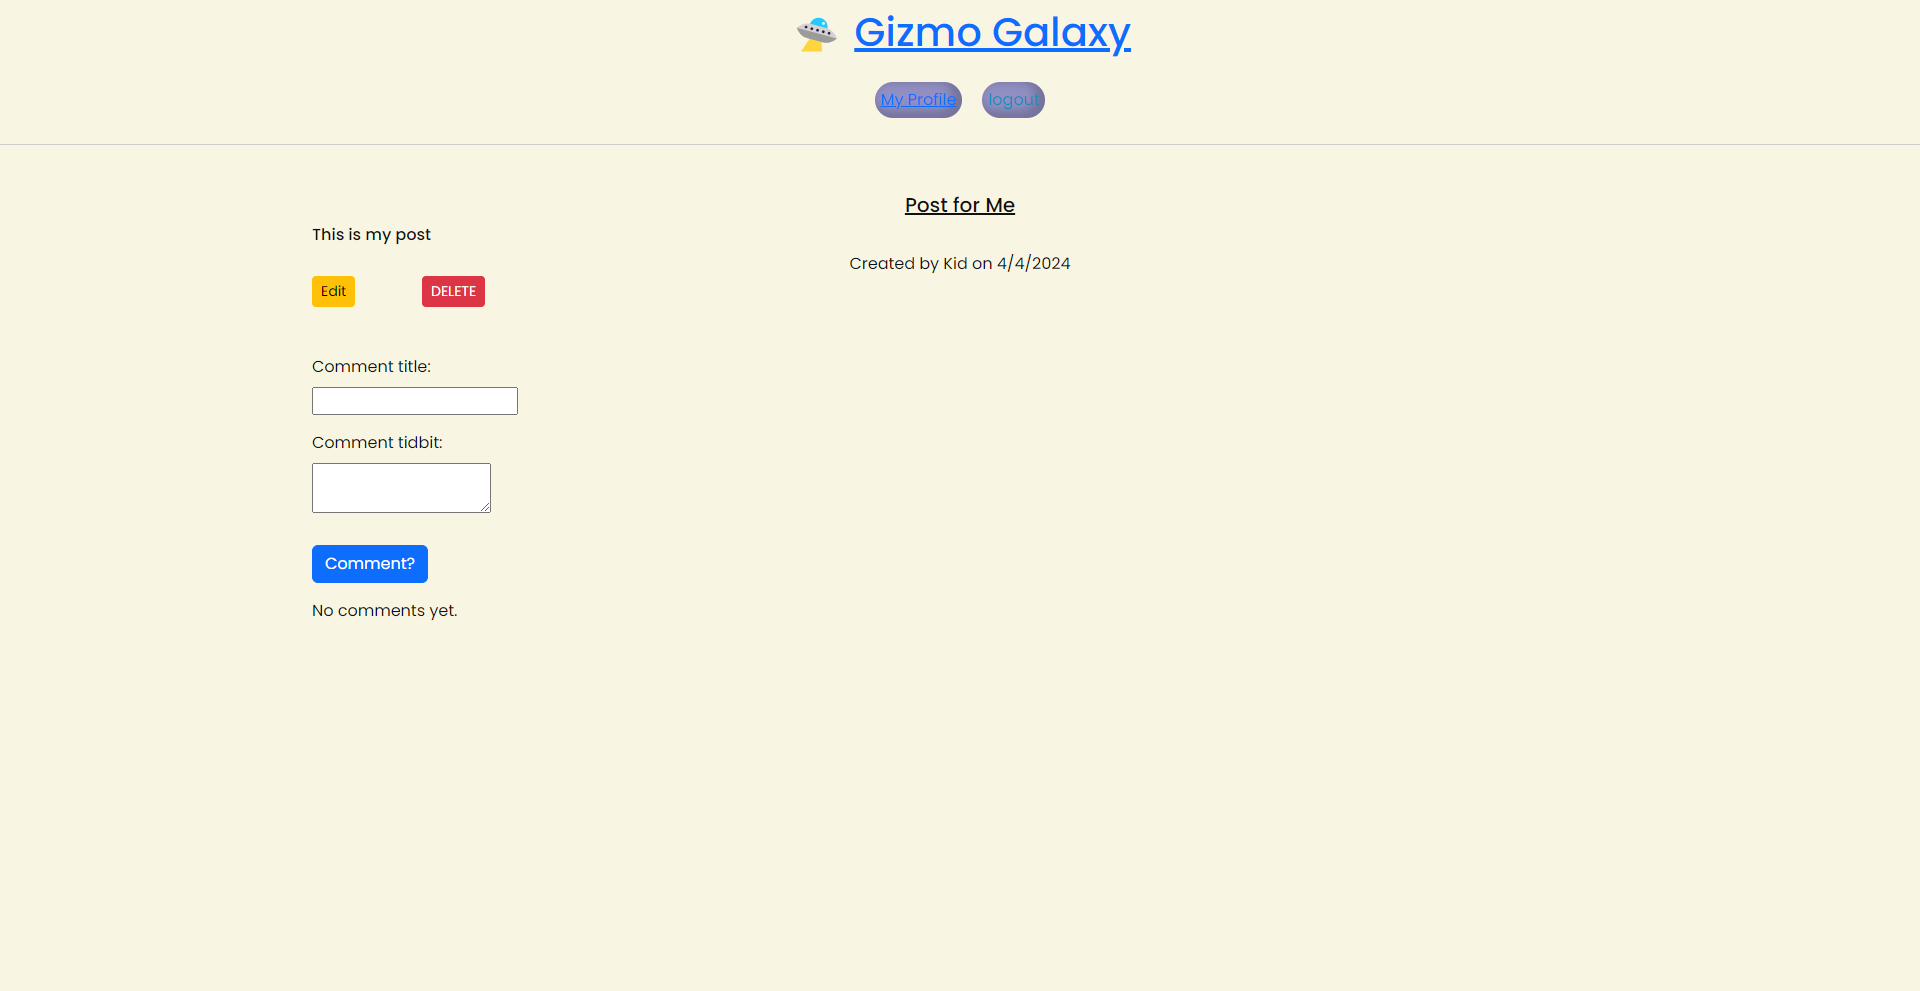 Gizmo Galaxy
My Profile logout
Post for Me
This is my post
Created by Kid on 4/4/2024
Edit DELETE
Comment title:
Comment tidbit:
Comment?
No comments yet.